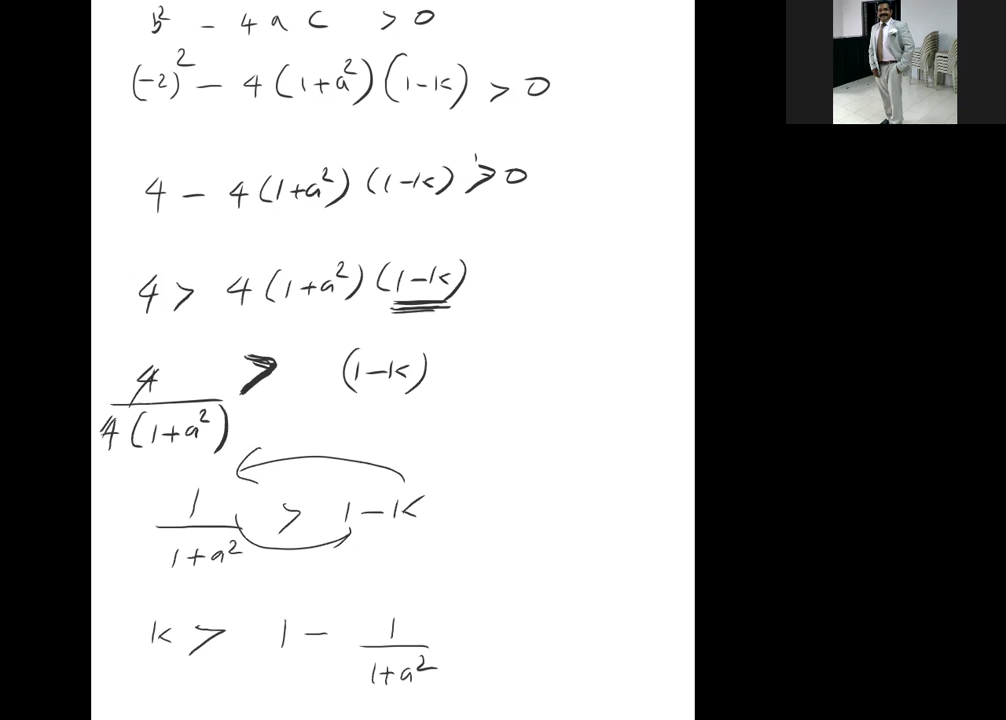 b² - 4 a c > 0
(-2)² - 4 (1+a²) (1-k) > 0
4 - 4 (1+a²) (1-k) > 0
4 > 4 (1+a²) (1-k)
4 / 4 (1+a²) > (1-k)
1 / 1+a² > 1-k
k > 1 - 1 / 1+a²